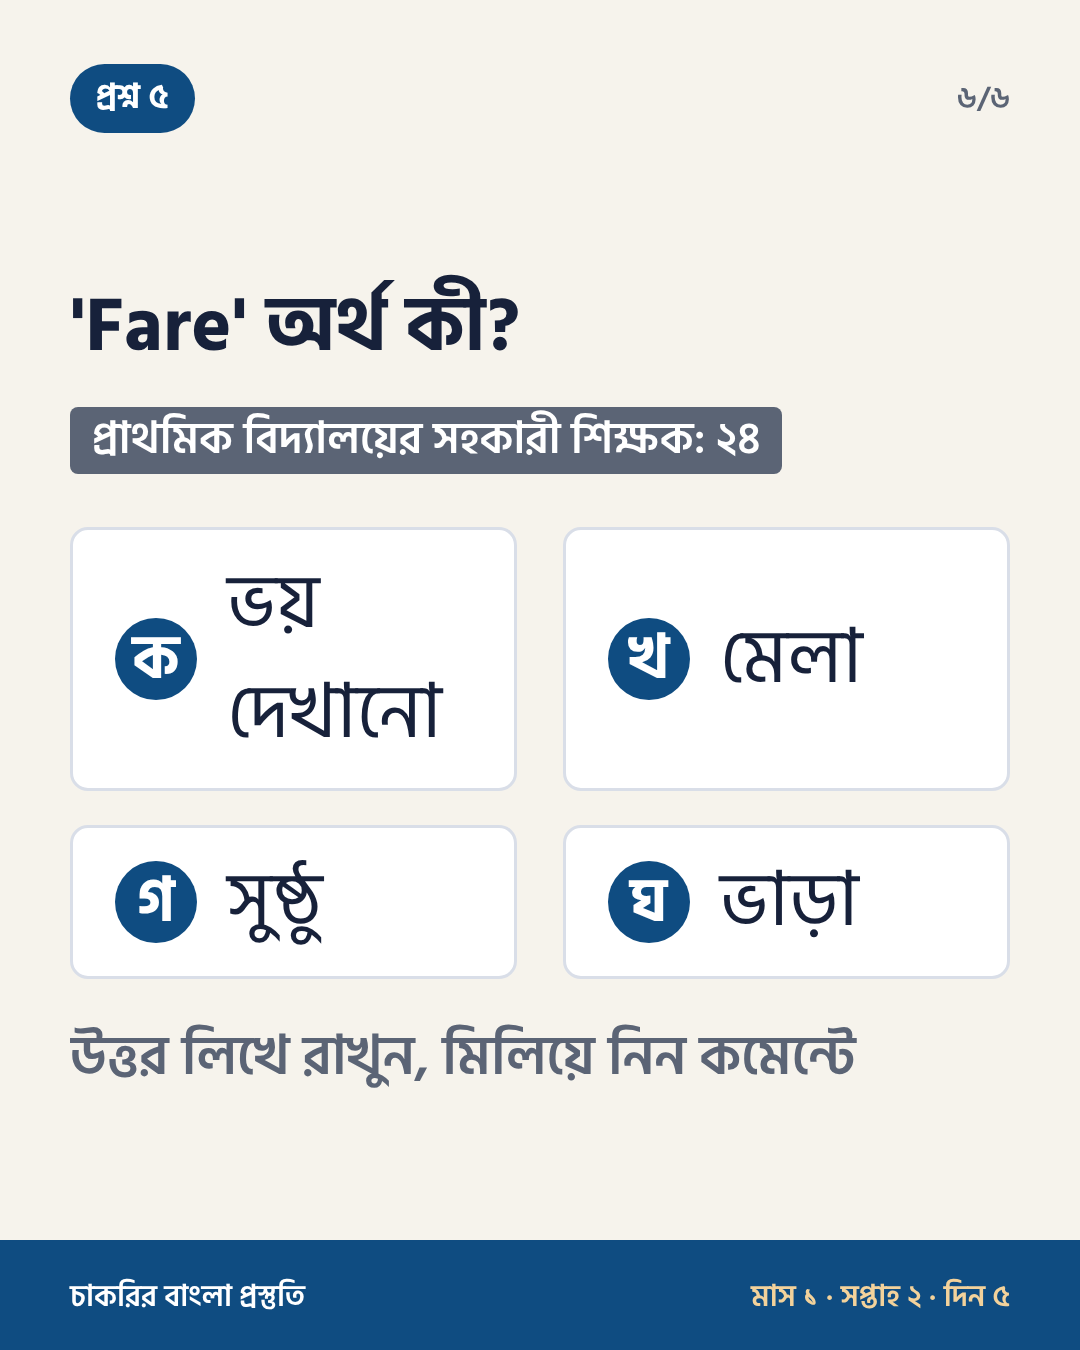 প্রশ্ন ৫
৬/৬
'Fare' অর্থ কী?
প্রাথমিক বিদ্যালয়ের সহকারী শিক্ষক: ২৪
ক ভয় দেখানো
খ মেলা
গ সুষ্ঠু
ঘ ভাড়া
উত্তর লিখে রাখুন, মিলিয়ে নিন কমেন্টে
চাকরির বাংলা প্রস্তুতি
মাস ১ · সপ্তাহ ২ · দিন ৫